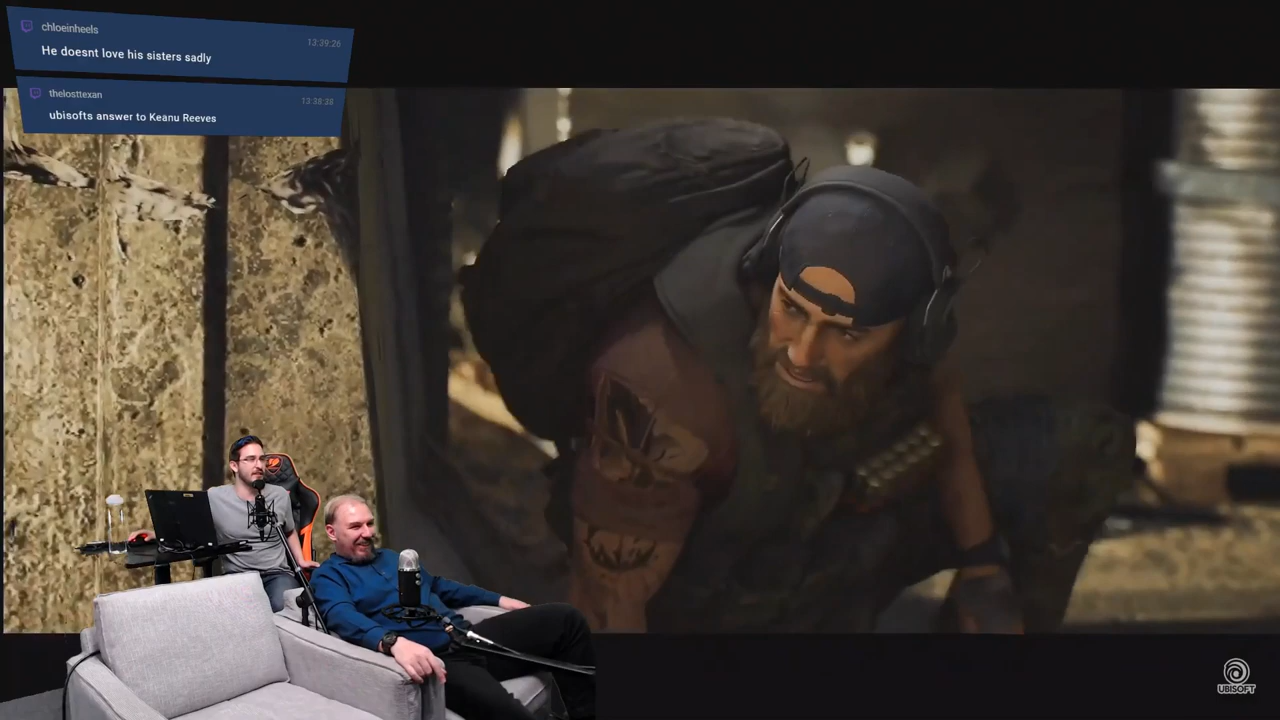 chloeinheels
13:39:26
He doesnt love his sisters sadly
thelosttexan
13:38:38
ubisofts answer to Keanu Reeves
UBISOFT